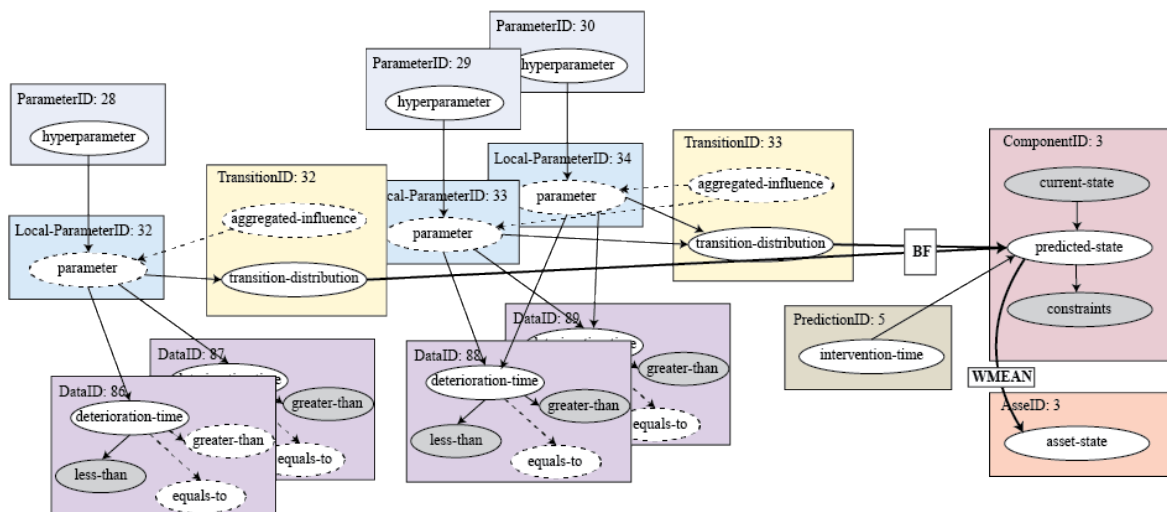 ParameterID: 30
hyperparameter
ParameterID: 29
hyperparameter
ParameterID: 28
hyperparameter
TransitionID: 33
aggregated-influence
transition-distribution
ComponentID: 3
current-state
predicted-state
constraints
Local-ParameterID: 34
parameter
TransitionID: 32
aggregated-influence
transition-distribution
cal-ParameterID: 33
parameter
Local-ParameterID: 32
parameter
BF
PredictionID: 5
intervention-time
WMEAN
AsseID: 3
asset-state
DataID: 89
deterioration-time
greater-than
equals-to
DataID: 88
deterioration-time
greater-than
less-than
equals-to
DataID: 87
deterioration-time
greater-than
equals-to
DataID: 86
deterioration-time
greater-than
less-than
equals-to